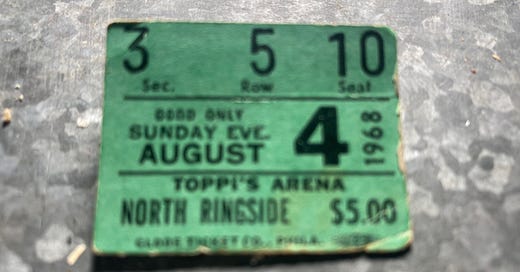 3 5 10
Sec. Row Seat
GOOD ONLY
SUNDAY EVE.
AUGUST 4 1968
TOPPI'S ARENA
NORTH RINGSIDE $5.00
GLOBE TICKET CO., PHILA.